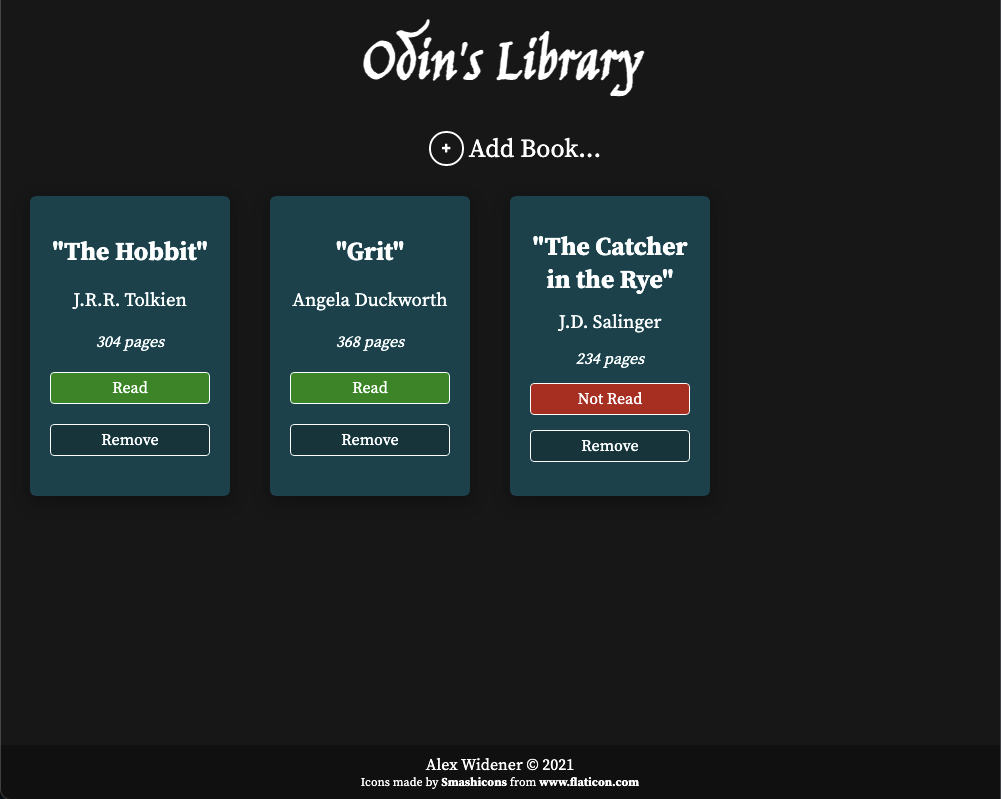 Odin's Library
+ Add Book...
"The Hobbit"
J.R.R. Tolkien
304 pages
Read
Remove
"Grit"
Angela Duckworth
368 pages
Read
Remove
"The Catcher
in the Rye"
J.D. Salinger
234 pages
Not Read
Remove
Alex Widener © 2021
Icons made by Smashicons from www.flaticon.com